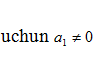 uchun a₁ ≠ 0